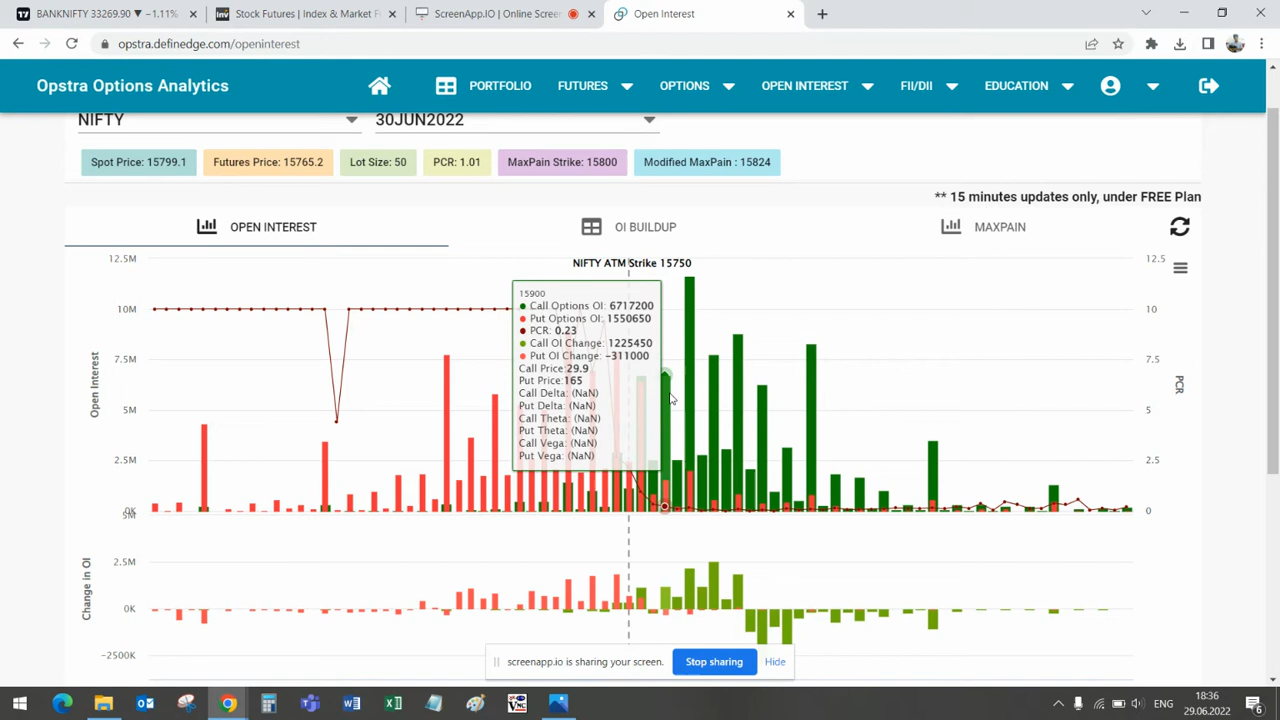 BANKNIFTY 33269.90 ▼ −1.11%
Stock Futures | Index & Market F
ScreenApp.IO | Online Screen
Open Interest
opstra.definedge.com/openinterest
Opstra Options Analytics
PORTFOLIO
FUTURES
OPTIONS
OPEN INTEREST
FII/DII
EDUCATION
NIFTY
30JUN2022
Spot Price: 15799.1
Futures Price: 15765.2
Lot Size: 50
PCR: 1.01
MaxPain Strike: 15800
Modified MaxPain : 15824
** 15 minutes updates only, under FREE Plan
OPEN INTEREST
OI BUILDUP
MAXPAIN
NIFTY ATM Strike 15750
12.5M
10M
7.5M
5M
2.5M
0K
Open Interest
12.5
10
7.5
5
2.5
0
PCR
15900
Call Options OI: 6717200
Put Options OI: 1550650
PCR: 0.23
Call OI Change: 1225450
Put OI Change: -311000
Call Price:29.9
Put Price:165
Call Delta: (NaN)
Put Delta: (NaN)
Call Theta: (NaN)
Put Theta: (NaN)
Call Vega: (NaN)
Put Vega: (NaN)
5M
2.5M
0K
-2500K
Change in OI
screenapp.io is sharing your screen.
Stop sharing
Hide
ENG
18:36
29.06.2022
6